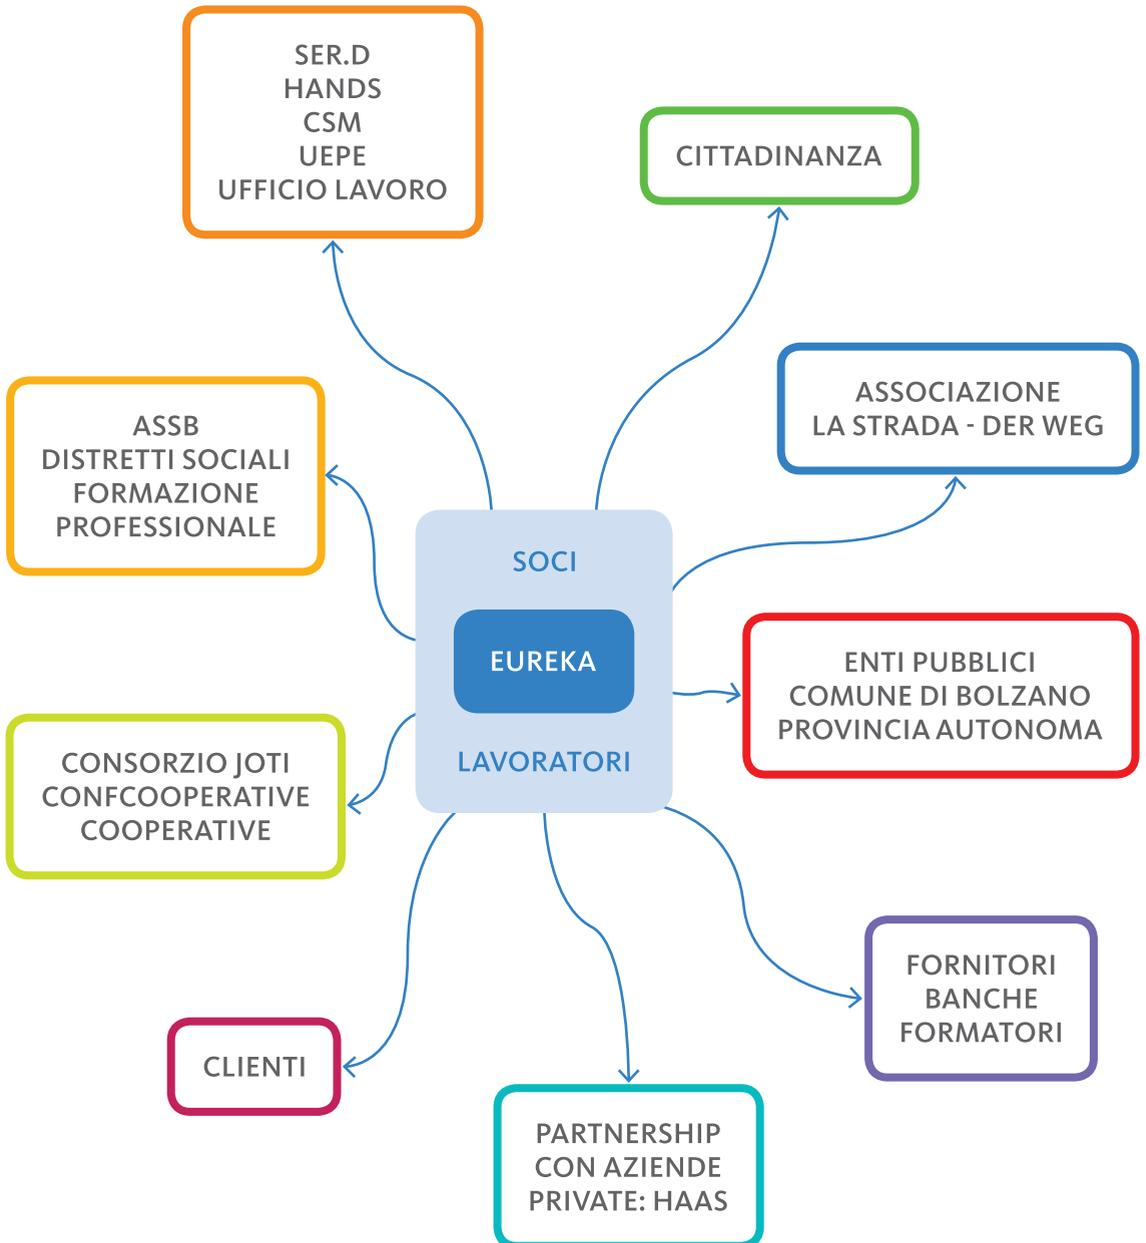 SER.D
HANDS
CSM
UEPE
UFFICIO LAVORO
CITTADINANZA
ASSOCIAZIONE
LA STRADA - DER WEG
ASSB
DISTRETTI SOCIALI
FORMAZIONE
PROFESSIONALE
SOCI
EUREKA
LAVORATORI
ENTI PUBBLICI
COMUNE DI BOLZANO
PROVINCIA AUTONOMA
CONSORZIO JOTI
CONFCOOPERATIVE
COOPERATIVE
FORNITORI
BANCHE
FORMATORI
CLIENTI
PARTNERSHIP
CON AZIENDE
PRIVATE: HAAS